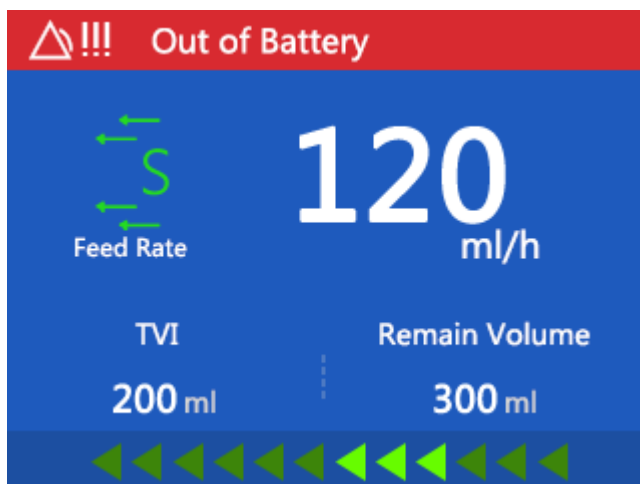 !!! Out of Battery
S
120
Feed Rate
ml/h
TVI
Remain Volume
200 ml
300 ml